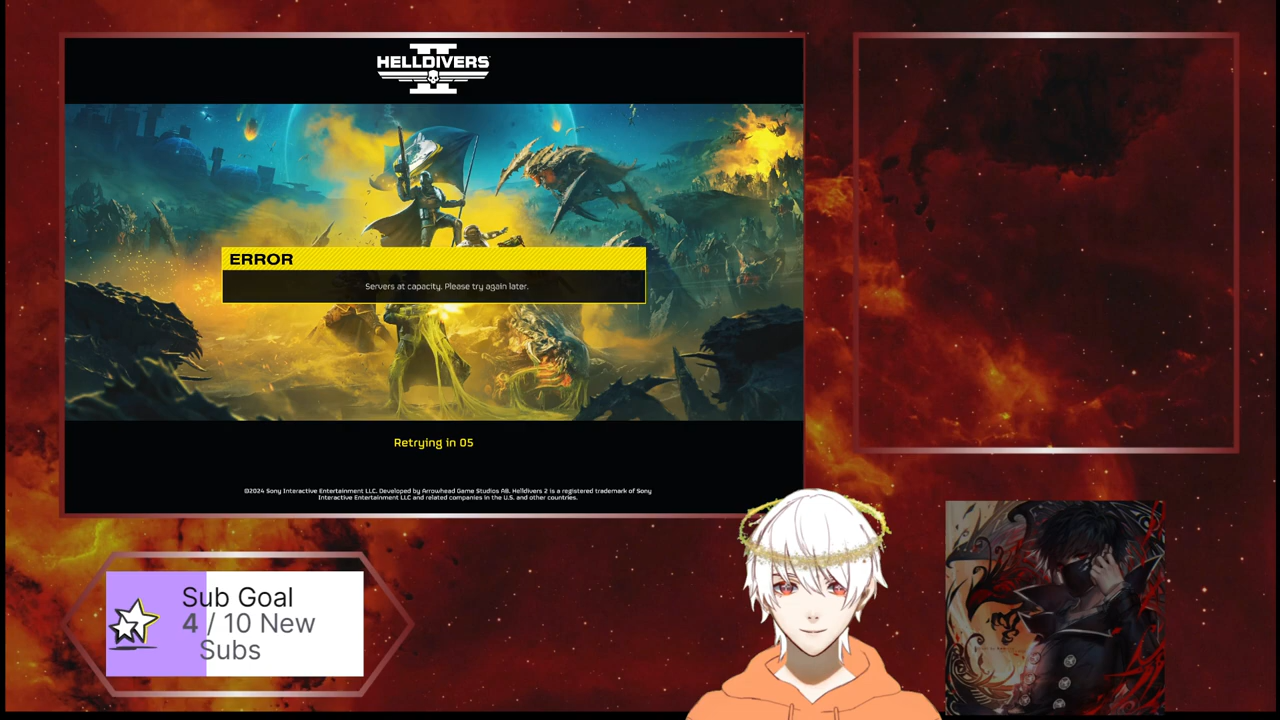 HELLDIVERS
II
ERROR
Servers at capacity. Please try again later.
Retrying in 05
©2024 Sony Interactive Entertainment LLC. Developed by Arrowhead Game Studios AB. Helldivers 2 is a registered trademark of Sony
Interactive Entertainment LLC and related companies in the U.S. and other countries.
Sub Goal
4 / 10 New
Subs